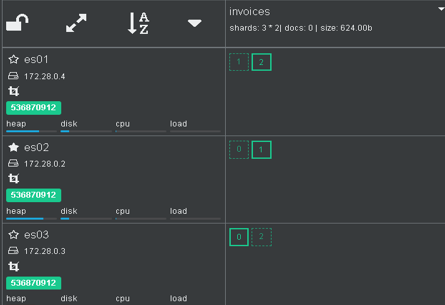 A
Z
invoices
shards: 3 * 2| docs: 0 | size: 624.00b
es01
172.28.0.4
536870912
heap disk cpu load
1 2
es02
172.28.0.2
536870912
heap disk cpu load
0 1
es03
172.28.0.3
536870912
heap disk cpu load
0 2